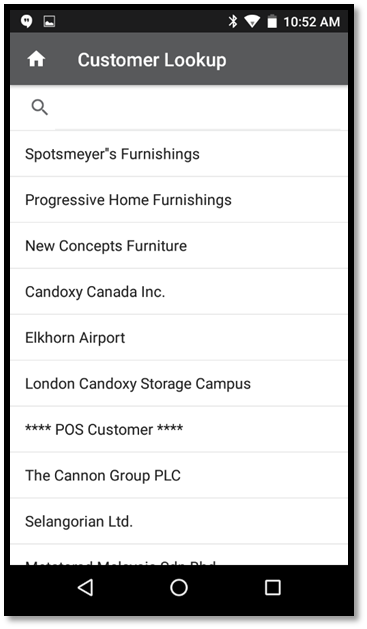 10:52 AM
Customer Lookup
Spotsmeyer"s Furnishings
Progressive Home Furnishings
New Concepts Furniture
Candoxy Canada Inc.
Elkhorn Airport
London Candoxy Storage Campus
**** POS Customer ****
The Cannon Group PLC
Selangorian Ltd.